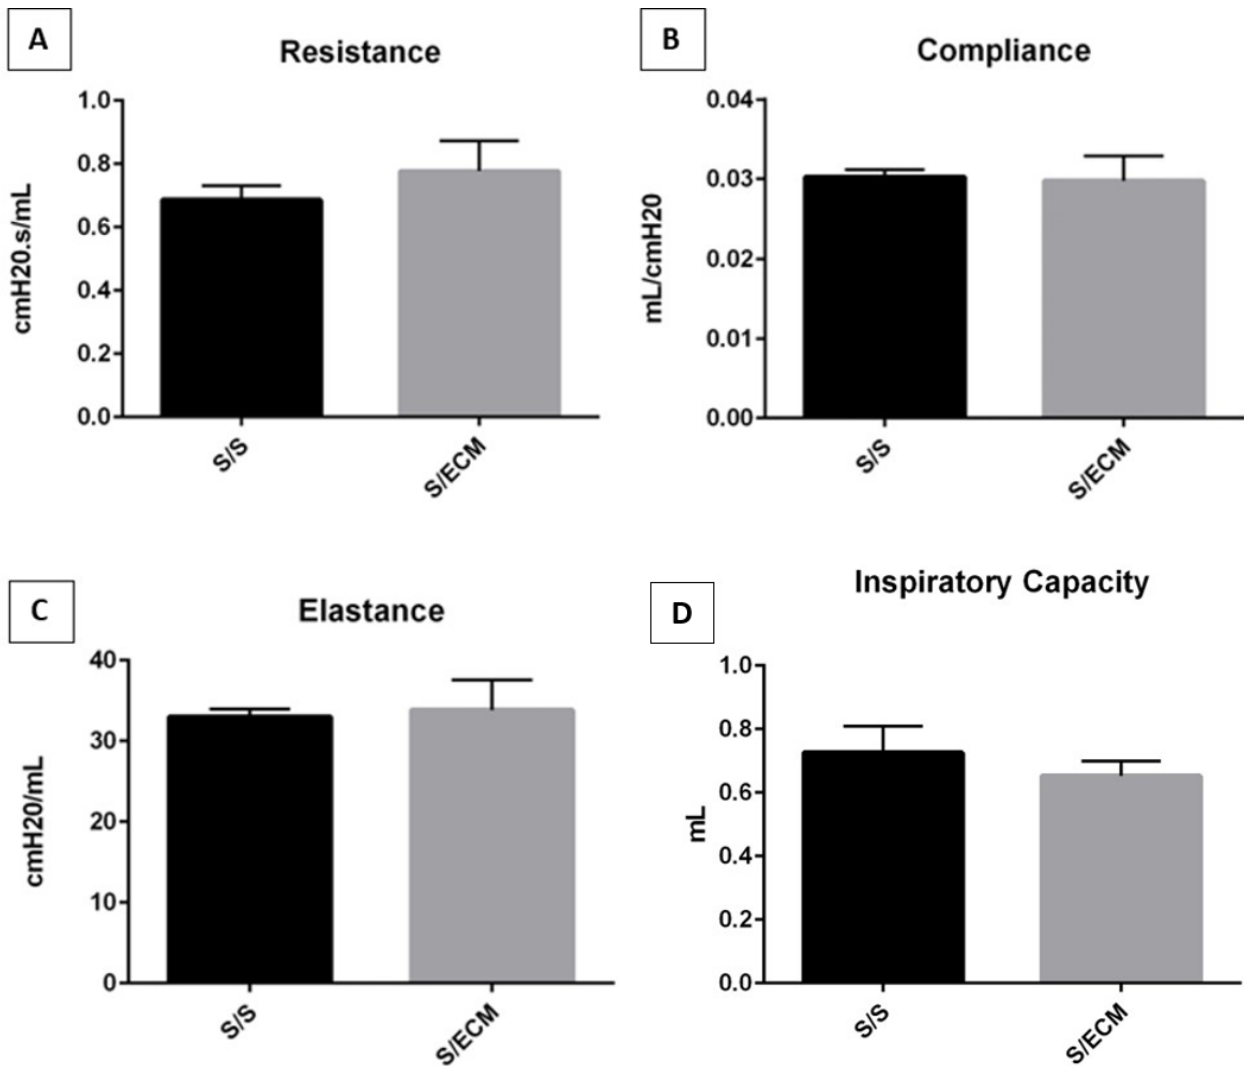 A
Resistance
1.0
0.8
0.6
0.4
0.2
0.0
cmH20.s/mL
S/S
S/ECM
B
Compliance
0.04
0.03
0.02
0.01
0.00
mL/cmH20
S/S
S/ECM
C
Elastance
40
30
20
10
0
cmH20/mL
S/S
S/ECM
D
Inspiratory Capacity
1.0
0.8
0.6
0.4
0.2
0.0
mL
S/S
S/ECM